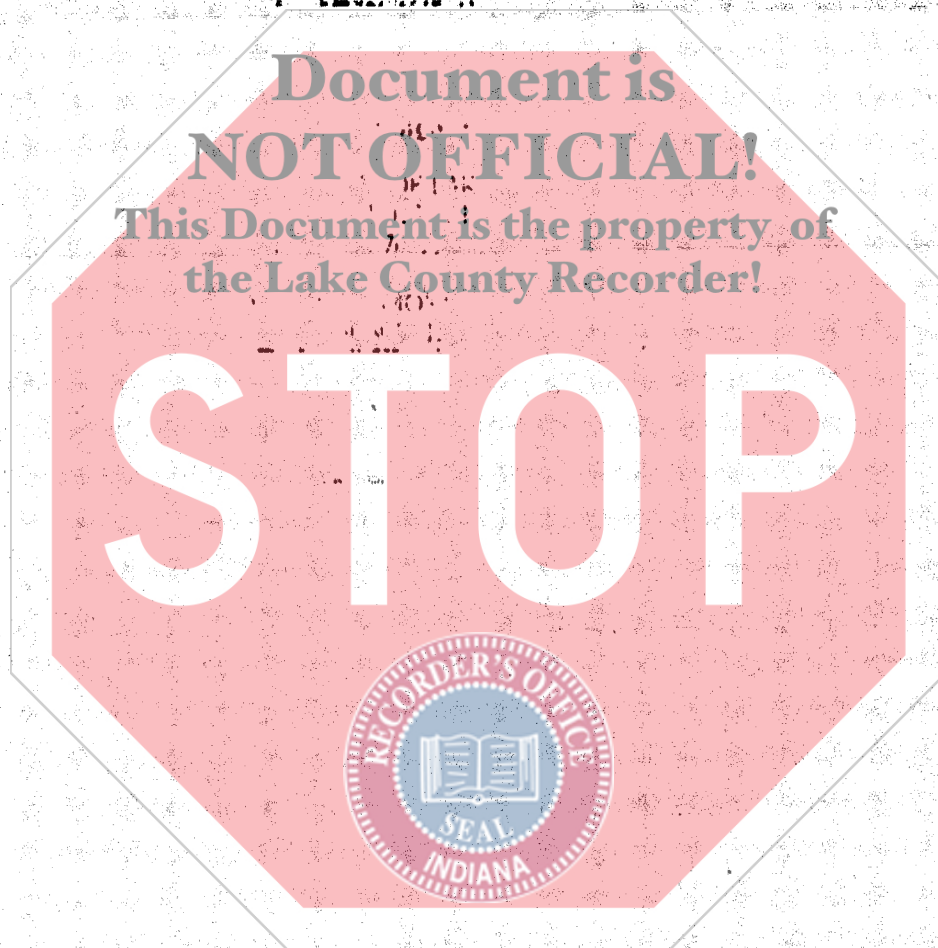 Document is
NOT OFFICIAL!
This Document is the property of
the Lake County Recorder!
STOP
RECORDER'S OFFICE
SEAL
INDIANA